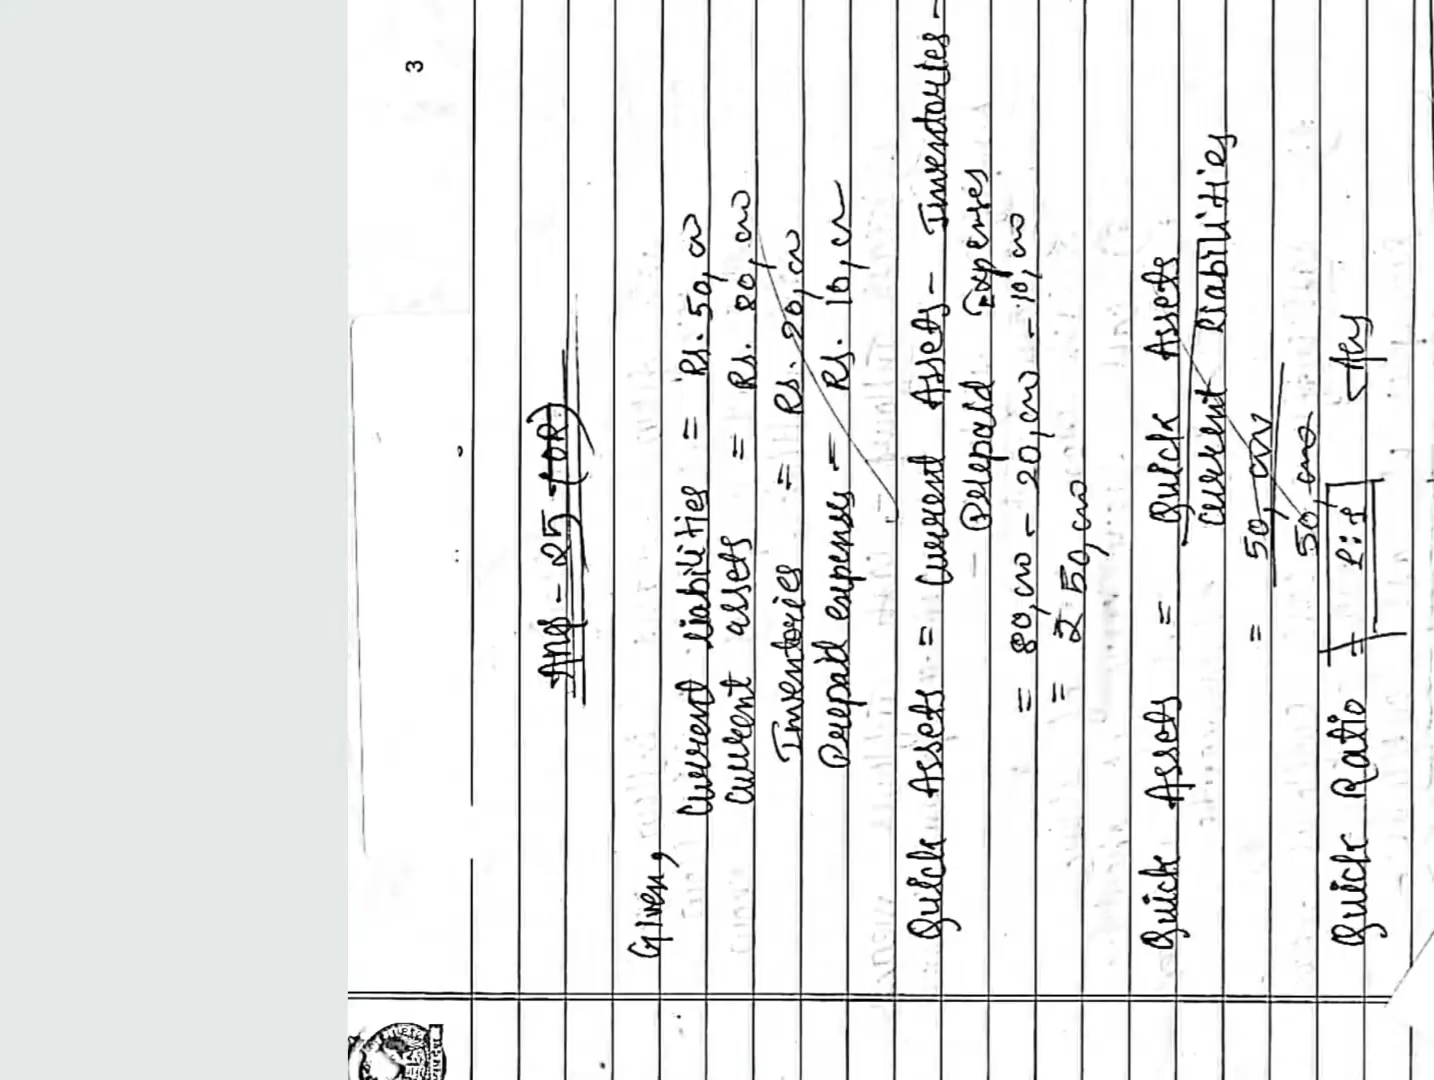 3
Ans - 25 (OR)
Given,
Current liabilities = Rs. 50,000
Current assets = Rs. 80,000
Inventories = Rs. 20,000
Prepaid expenses = Rs. 10,000
Quick Assets = Current Assets - Inventories -
- Prepaid Expenses
= 80,000 - 20,000 - 10,000
= 50,000
Quick Assets = Quick Assets
Current Liabilities
= 50,000
50,000
Quick Ratio = 1:1 Ans